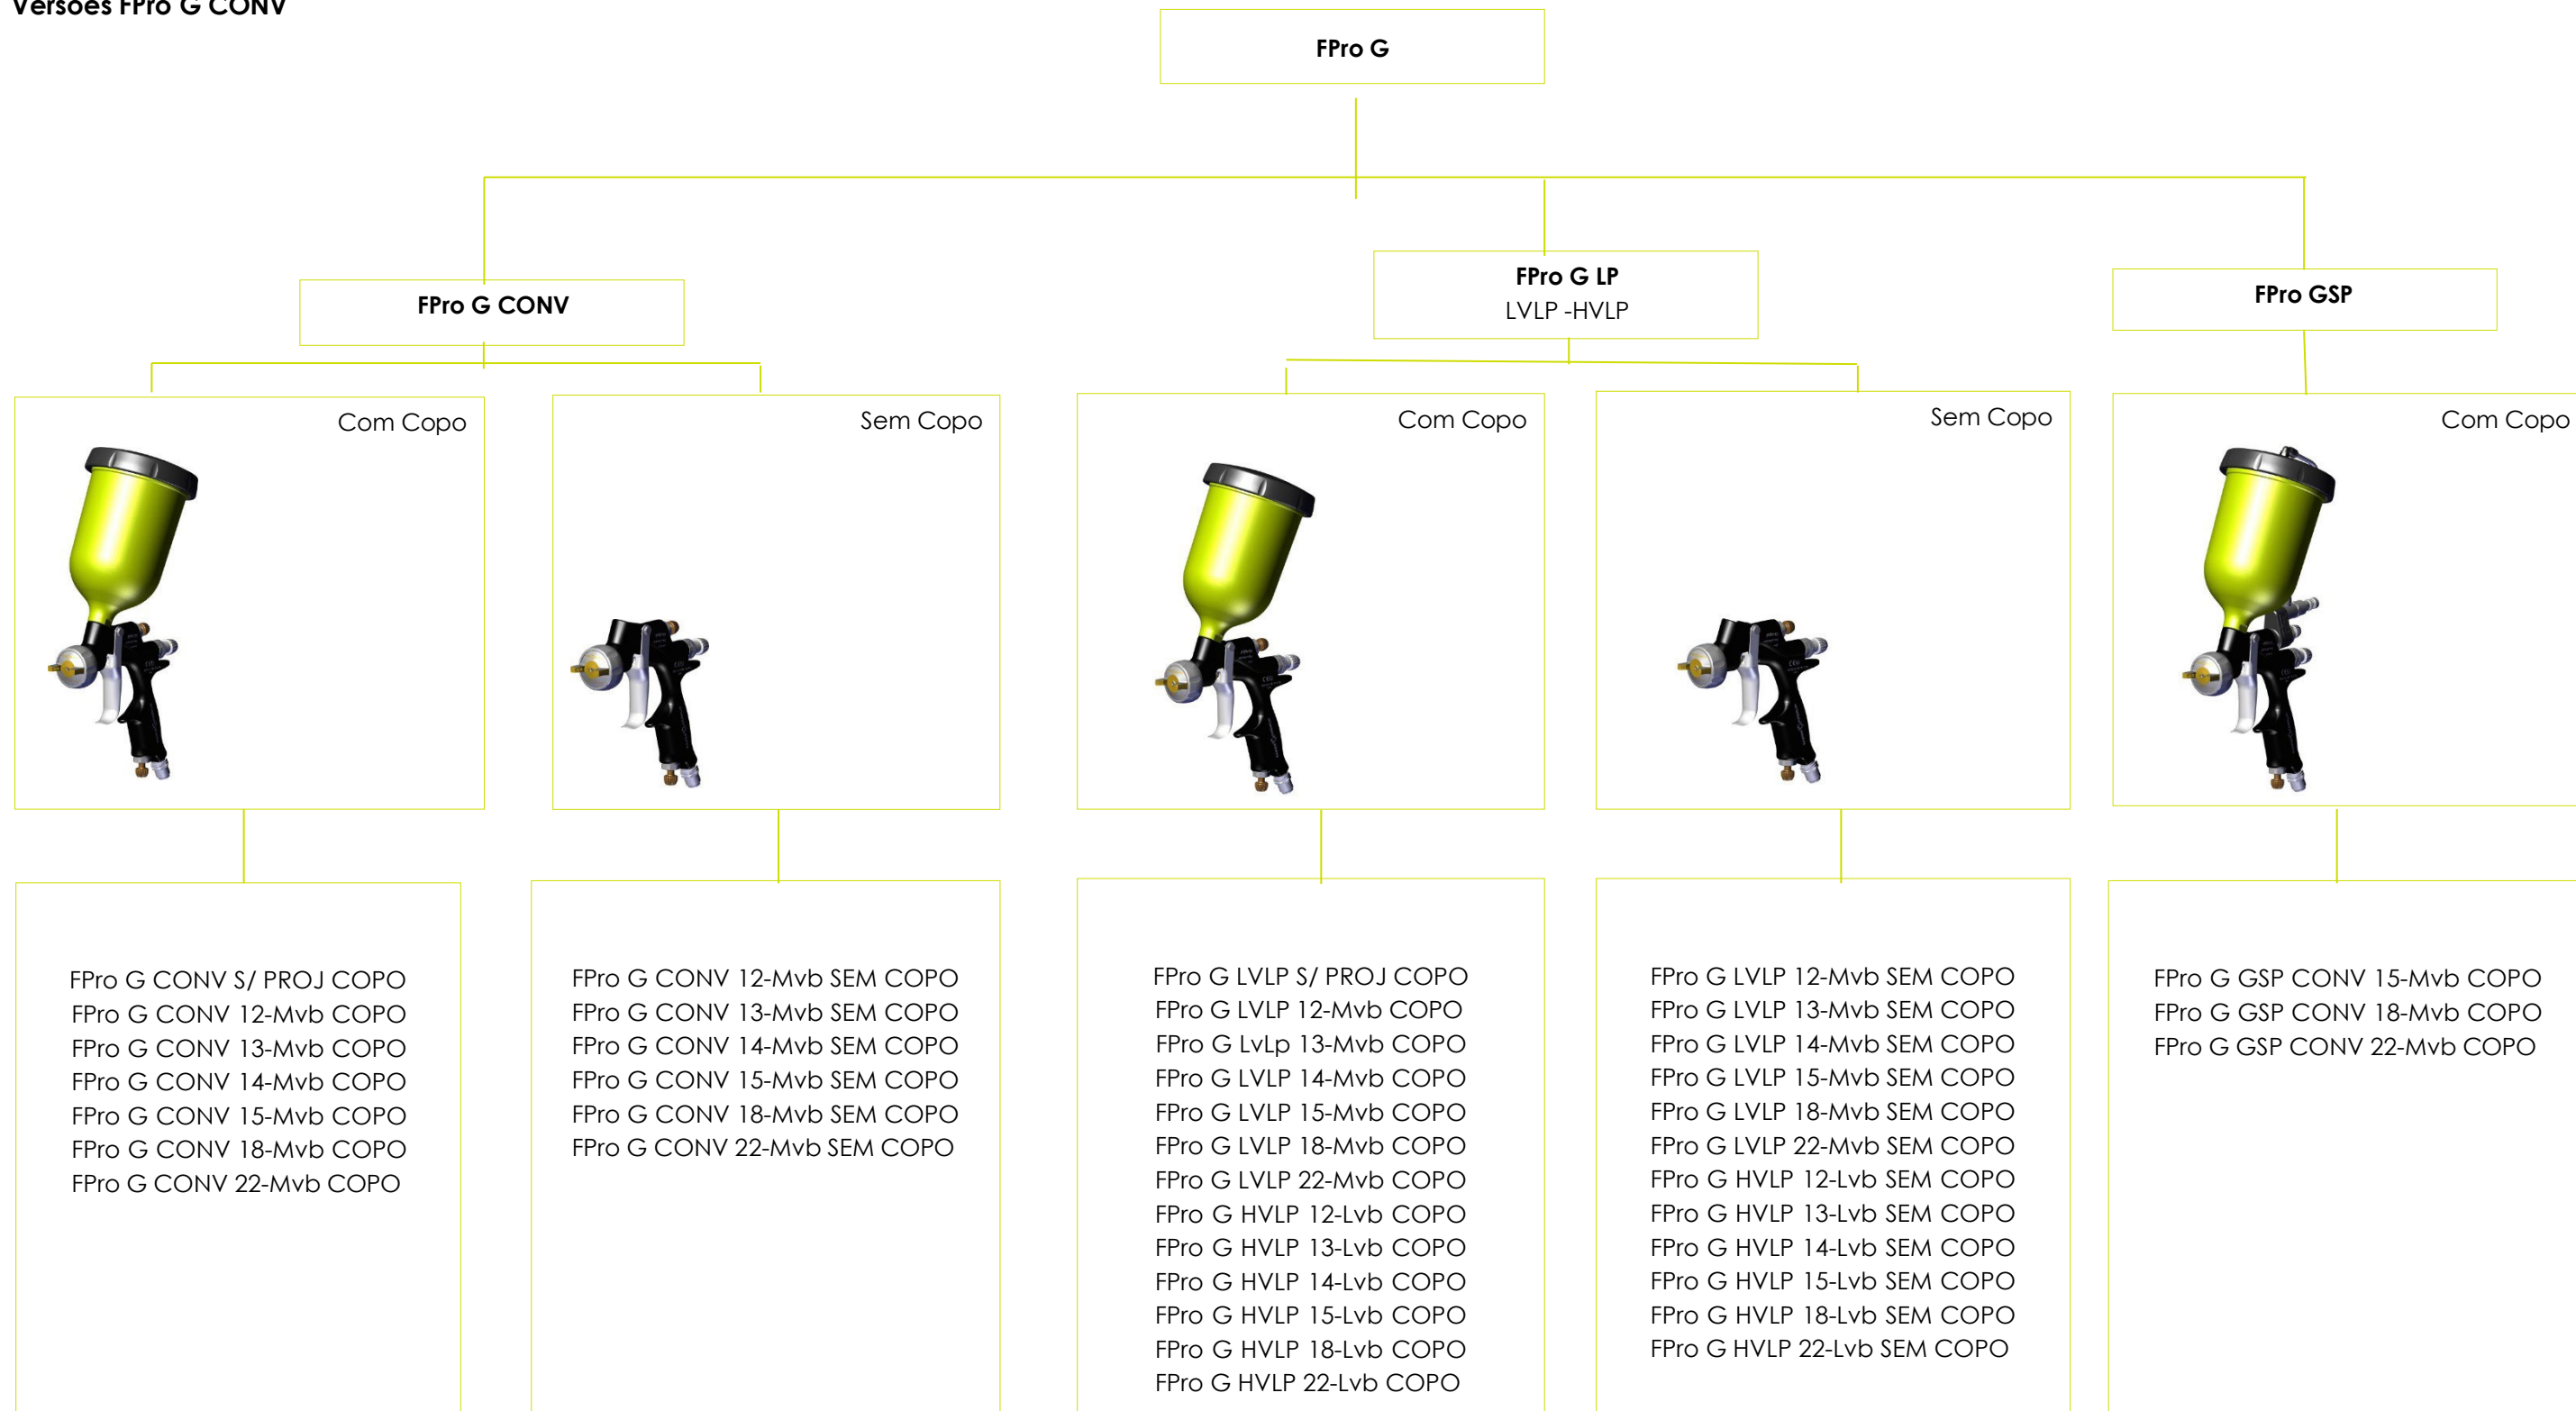 Versões FPro G CONV
FPro G
FPro G CONV
FPro G LP
LVLP -HVLP
FPro GSP
Com Copo
Sem Copo
Com Copo
Sem Copo
Com Copo
FPro G CONV S/ PROJ COPO
FPro G CONV 12-Mvb COPO
FPro G CONV 13-Mvb COPO
FPro G CONV 14-Mvb COPO
FPro G CONV 15-Mvb COPO
FPro G CONV 18-Mvb COPO
FPro G CONV 22-Mvb COPO
FPro G CONV 12-Mvb SEM COPO
FPro G CONV 13-Mvb SEM COPO
FPro G CONV 14-Mvb SEM COPO
FPro G CONV 15-Mvb SEM COPO
FPro G CONV 18-Mvb SEM COPO
FPro G CONV 22-Mvb SEM COPO
FPro G LVLP S/ PROJ COPO
FPro G LVLP 12-Mvb COPO
FPro G LvLp 13-Mvb COPO
FPro G LVLP 14-Mvb COPO
FPro G LVLP 15-Mvb COPO
FPro G LVLP 18-Mvb COPO
FPro G LVLP 22-Mvb COPO
FPro G HVLP 12-Lvb COPO
FPro G HVLP 13-Lvb COPO
FPro G HVLP 14-Lvb COPO
FPro G HVLP 15-Lvb COPO
FPro G HVLP 18-Lvb COPO
FPro G HVLP 22-Lvb COPO
FPro G LVLP 12-Mvb SEM COPO
FPro G LVLP 13-Mvb SEM COPO
FPro G LVLP 14-Mvb SEM COPO
FPro G LVLP 15-Mvb SEM COPO
FPro G LVLP 18-Mvb SEM COPO
FPro G LVLP 22-Mvb SEM COPO
FPro G HVLP 12-Lvb SEM COPO
FPro G HVLP 13-Lvb SEM COPO
FPro G HVLP 14-Lvb SEM COPO
FPro G HVLP 15-Lvb SEM COPO
FPro G HVLP 18-Lvb SEM COPO
FPro G HVLP 22-Lvb SEM COPO
FPro G GSP CONV 15-Mvb COPO
FPro G GSP CONV 18-Mvb COPO
FPro G GSP CONV 22-Mvb COPO